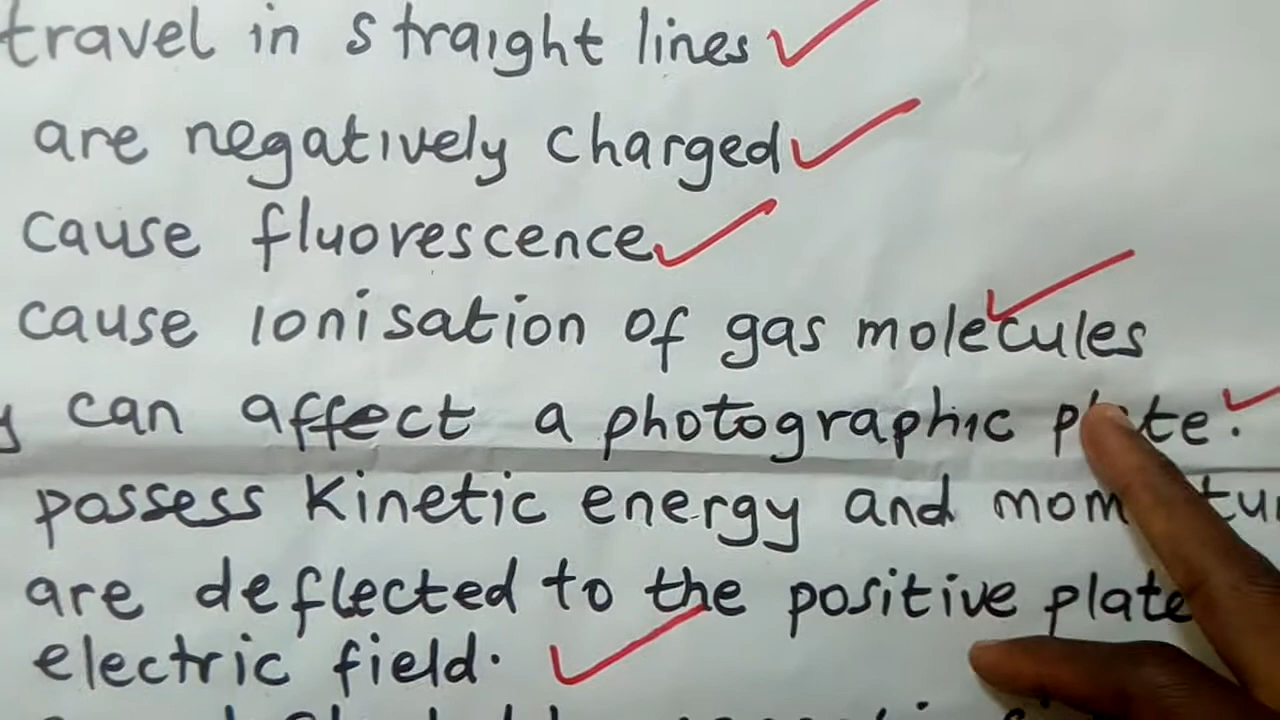 travel in straight lines
are negatively charged
cause fluorescence
cause ionisation of gas molecules
can affect a photographic plate.
possess kinetic energy and
are deflected to the positive plate
electric field.